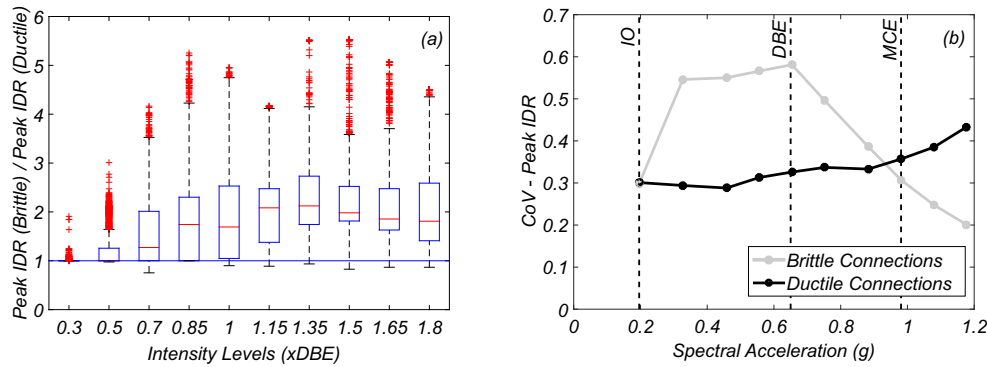 (a)
Peak IDR (Brittle) / Peak IDR (Ductile)
6
5
4
3
2
1
0
0.3 0.5 0.7 0.85 1 1.15 1.35 1.5 1.65 1.8
Intensity Levels (xDBE)
(b)
IO
DBE
MCE
CoV - Peak IDR
0.7
0.6
0.5
0.4
0.3
0.2
0.1
0
Brittle Connections
Ductile Connections
0 0.2 0.4 0.6 0.8 1 1.2
Spectral Acceleration (g)